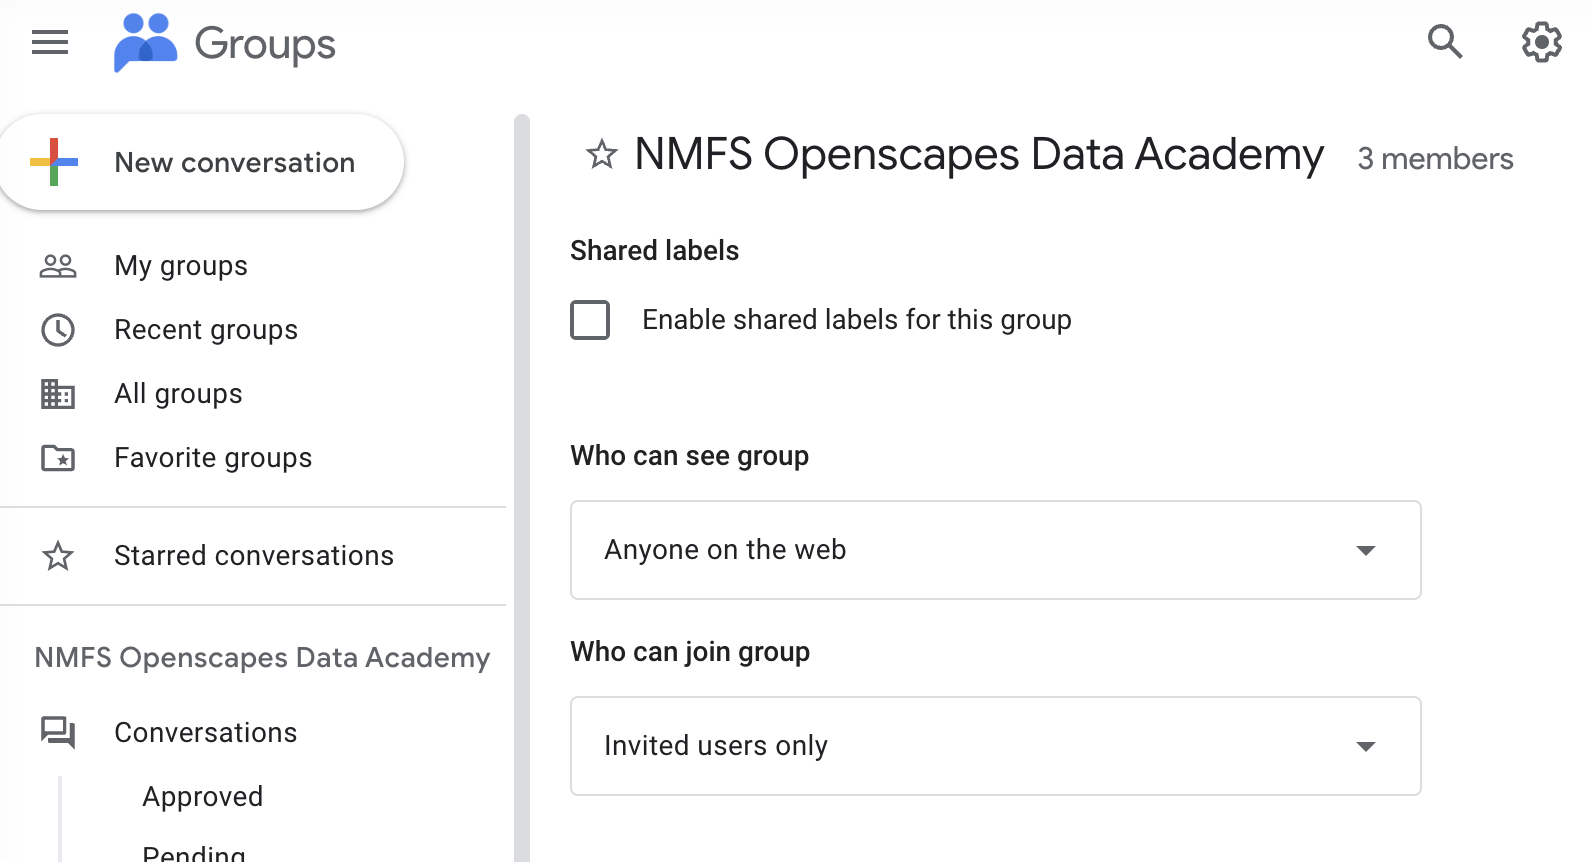 Groups
New conversation
My groups
Recent groups
All groups
Favorite groups
Starred conversations
NMFS Openscapes Data Academy
Conversations
Approved
Pending
NMFS Openscapes Data Academy 3 members
Shared labels
Enable shared labels for this group
Who can see group
Anyone on the web
Who can join group
Invited users only